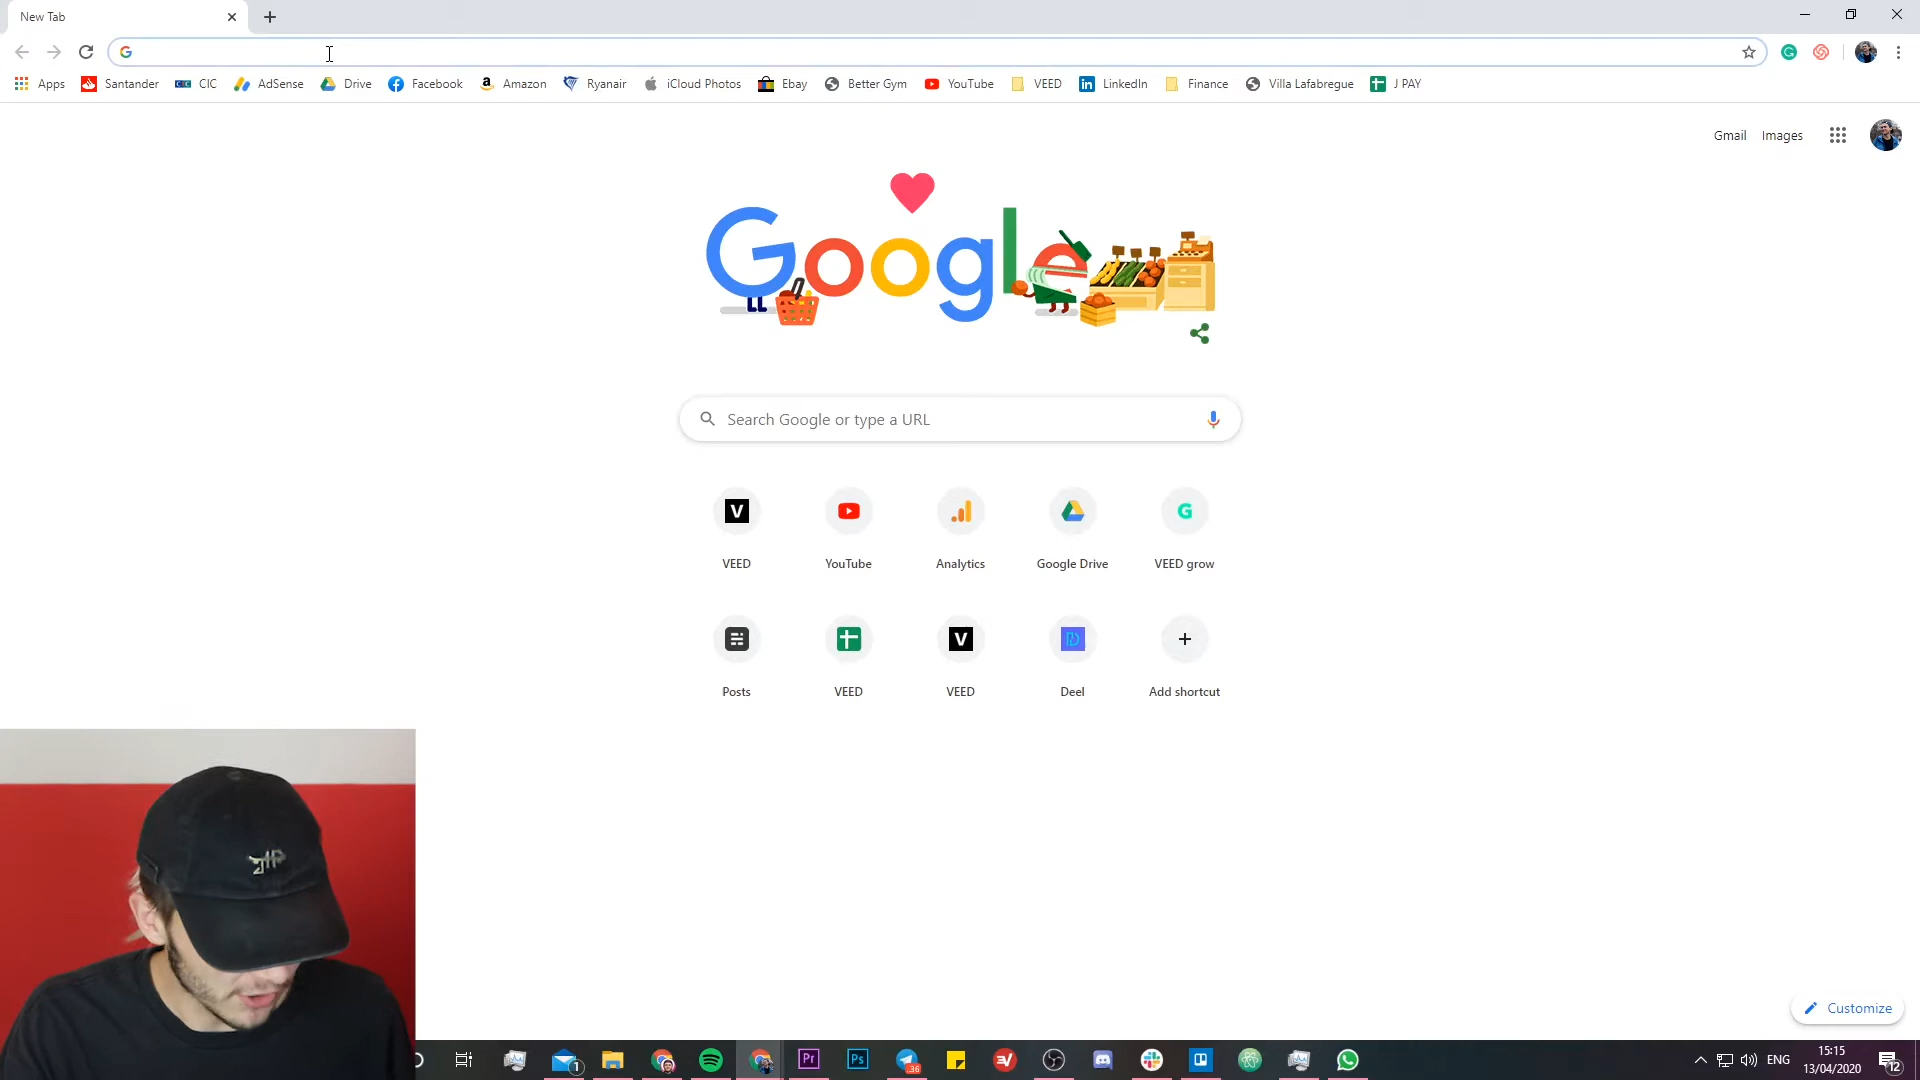 New Tab
Apps Santander CIC AdSense Drive Facebook Amazon Ryanair iCloud Photos Ebay Better Gym YouTube VEED LinkedIn Finance Villa Lafabregue J PAY
Gmail Images
Google
Search Google or type a URL
VEED YouTube Analytics Google Drive VEED grow
Posts VEED VEED Deel Add shortcut
Customize
ENG
15:15
13/04/2020